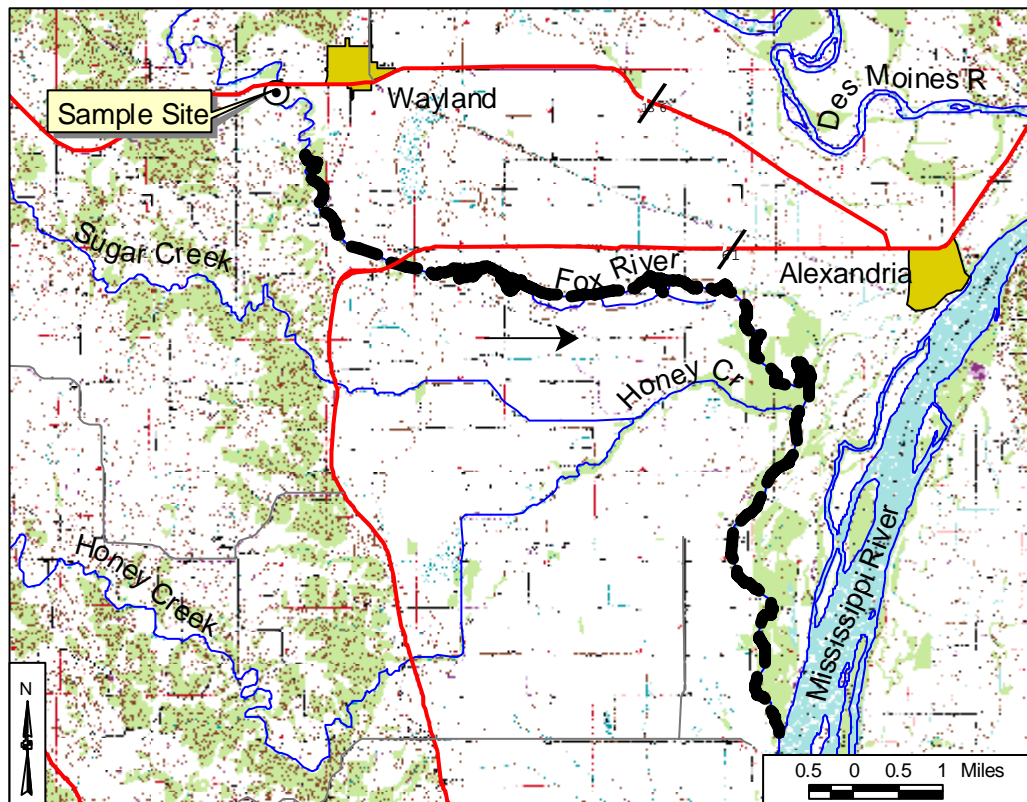 Des Moines R
Wayland
Sample Site
Sugar Creek
Fox River
61
Alexandria
Honey Cr
Honey Creek
Mississippi River
N
0.5 0 0.5 1 Miles